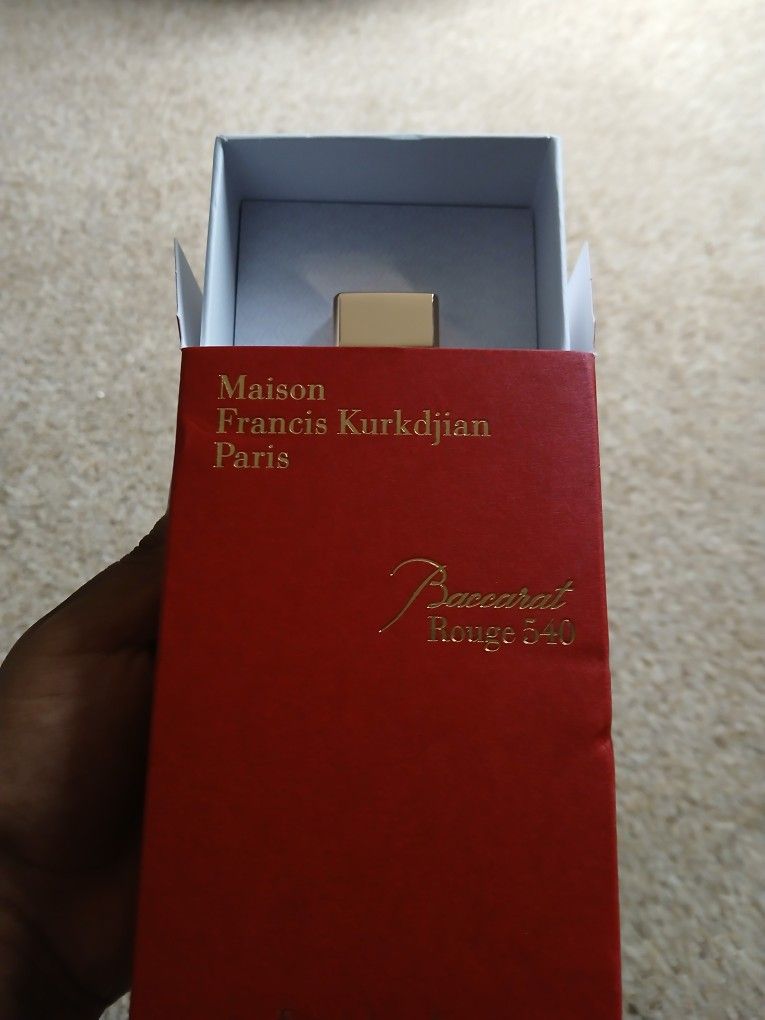 Maison
Francis Kurkdjian
Paris
Baccarat
Rouge 540